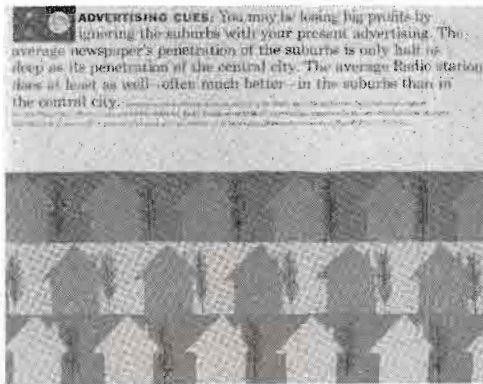 ADVERTISING CUES: You may be losing big profits by
ignoring the suburbs with your present advertising. The
average newspaper's penetration of the suburbs is only half as
deep as its penetration of the central city. The average Radio station
does at least as well—often much better—in the suburbs than in
the central city.